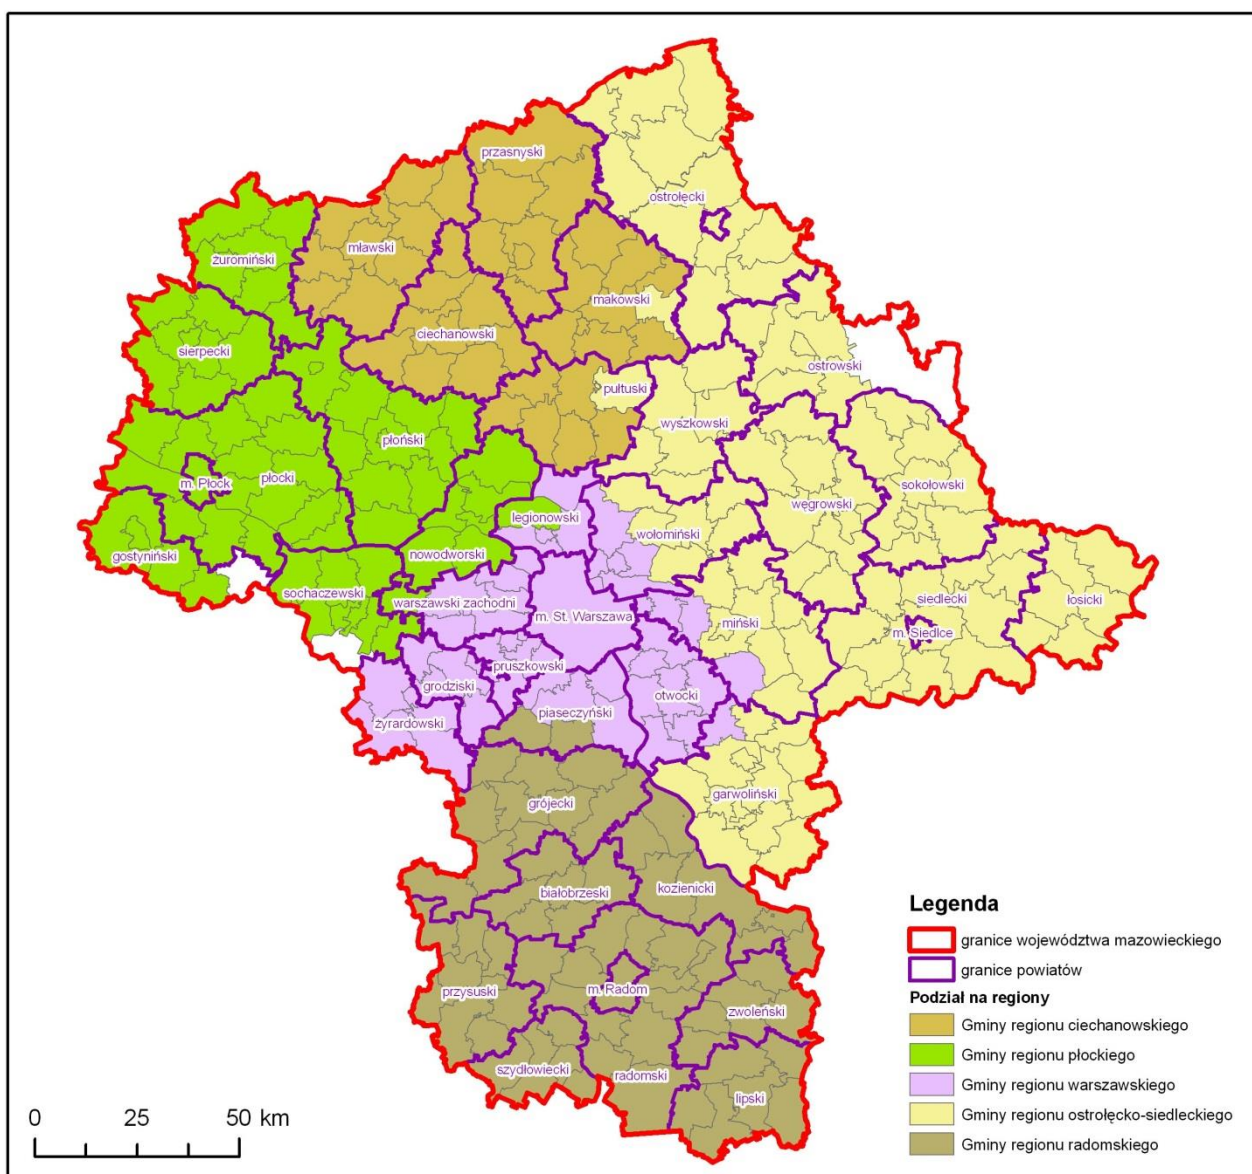 przasnyski
ostrołęcki
mławski
żuromiński
makowski
ciechanowski
sierpecki
ostrowski
pułtuski
wyszkowski
płoński
płocki
m. Płock
sokołowski
węgrowski
legionowski
wołomiński
gostyniński
nowodworski
sochaczewski
warszawski zachodni
siedlecki
łosicki
m. St. Warszawa
miński
m. Siedlce
pruszkowski
grodziski
otwocki
żyrardowski
piaseczyński
grójecki
garwoliński
białobrzeski
kozienicki
przysuski
m. Radom
zwoleński
szydłowiecki
radomski
lipski
Legenda
granice województwa mazowieckiego
granice powiatów
Podział na regiony
Gminy regionu ciechanowskiego
Gminy regionu płockiego
Gminy regionu warszawskiego
Gminy regionu ostrołęcko-siedleckiego
Gminy regionu radomskiego
0 25 50 km